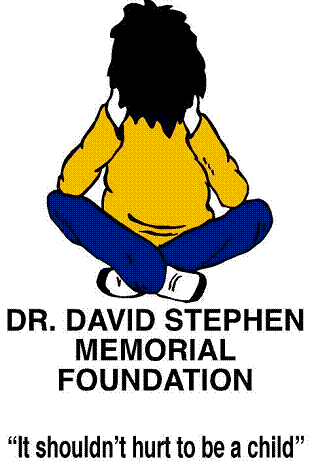 DR. DAVID STEPHEN
MEMORIAL
FOUNDATION
“It shouldn’t hurt to be a child”